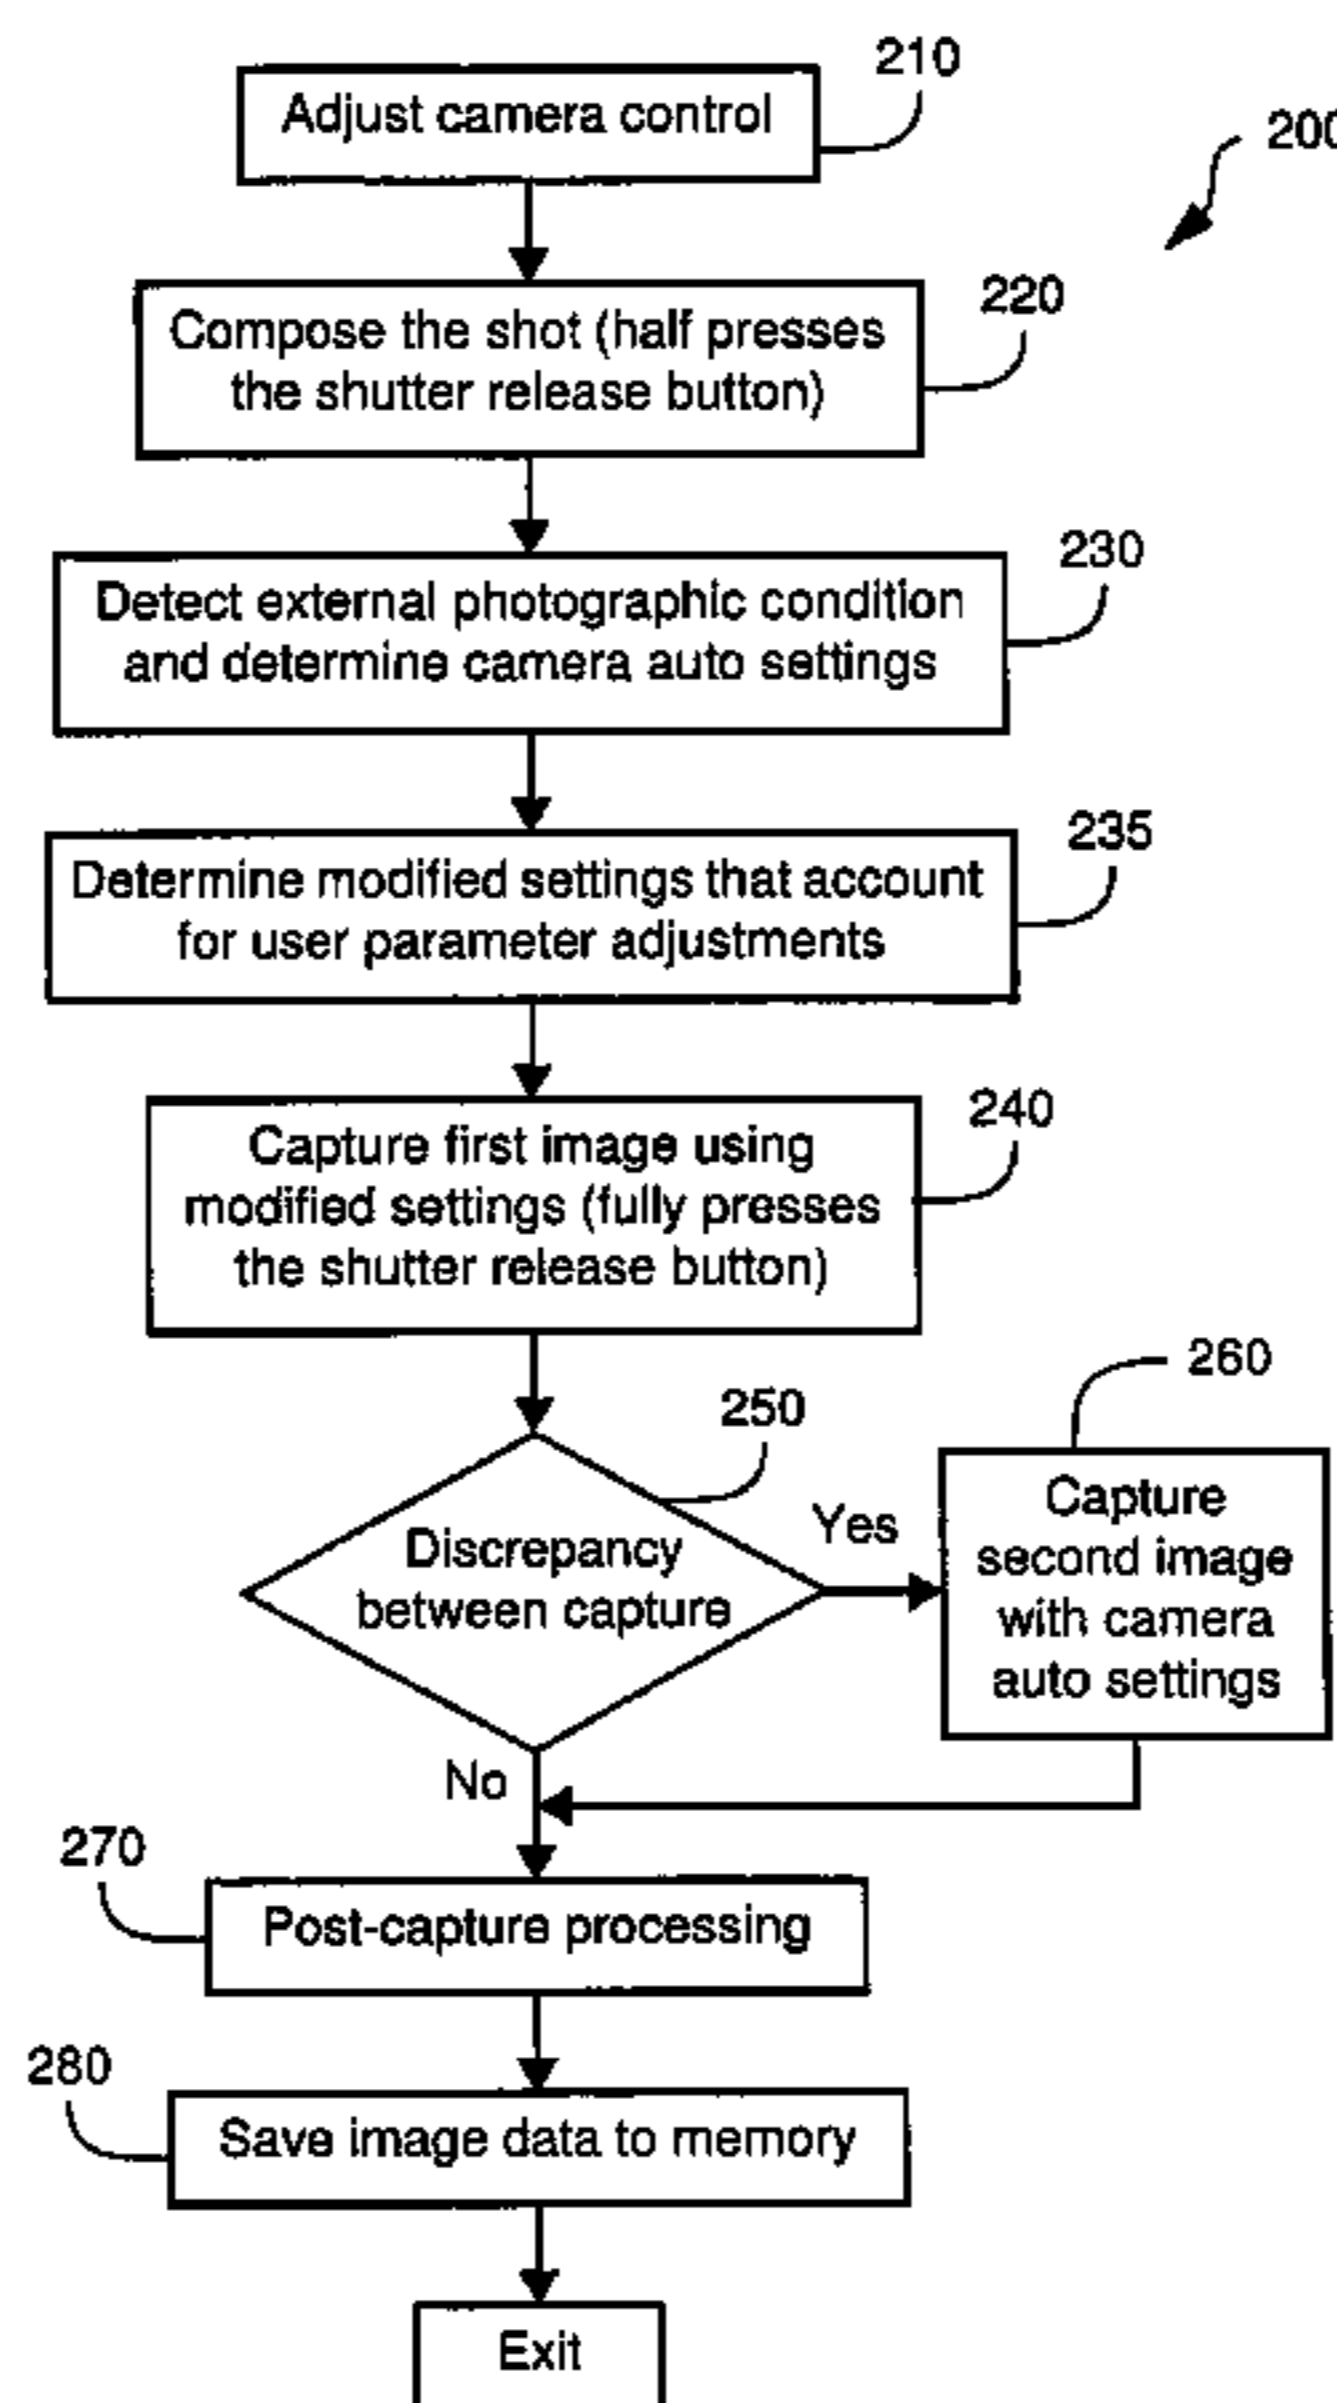 210
Adjust camera control
200
220
Compose the shot (half presses
the shutter release button)
230
Detect external photographic condition
and determine camera auto settings
235
Determine modified settings that account
for user parameter adjustments
240
Capture first image using
modified settings (fully presses
the shutter release button)
250
Discrepancy
between capture
Yes
260
Capture
second image
with camera
auto settings
No
270
Post-capture processing
280
Save image data to memory
Exit